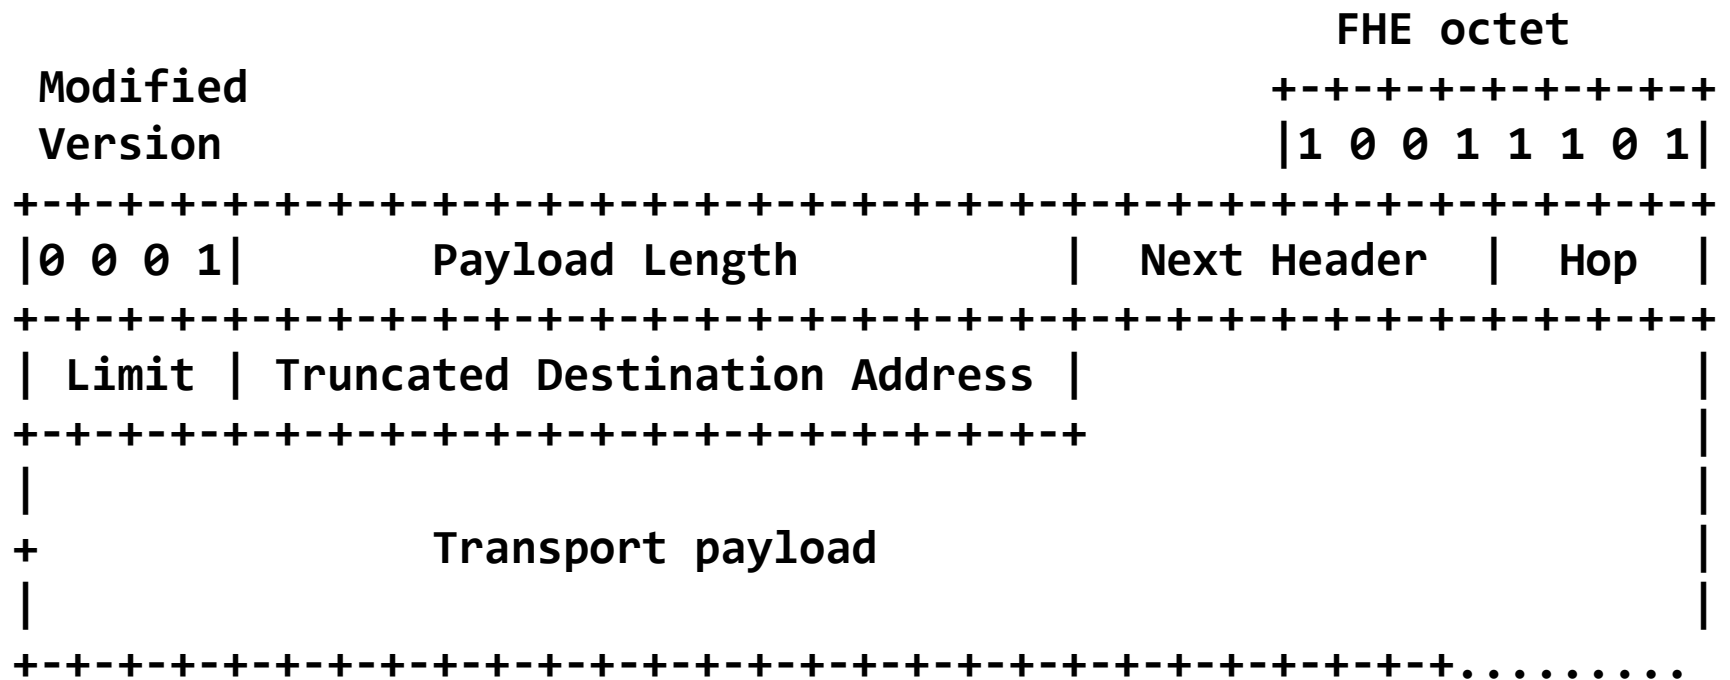 FHE octet
 Modified                                       +-+-+-+-+-+-+-+-+
 Version                                        |1 0 0 1 1 1 0 1|
+-+-+-+-+-+-+-+-+-+-+-+-+-+-+-+-+-+-+-+-+-+-+-+-+-+-+-+-+-+-+-+-+
|0 0 0 1|       Payload Length          |  Next Header  |  Hop  |
+-+-+-+-+-+-+-+-+-+-+-+-+-+-+-+-+-+-+-+-+-+-+-+-+-+-+-+-+-+-+-+-+
| Limit | Truncated Destination Address |                       |
+-+-+-+-+-+-+-+-+-+-+-+-+-+-+-+-+-+-+-+-+                       |
|                                                               |
+               Transport payload                               |
|                                                               |
+-+-+-+-+-+-+-+-+-+-+-+-+-+-+-+-+-+-+-+-+-+-+-+-+-+-+-+.........